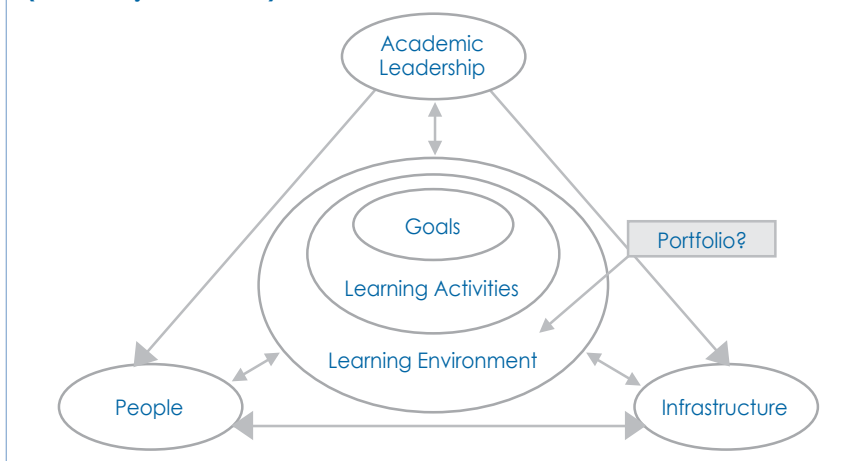 Academic
Leadership
Goals
Portfolio?
Learning Activities
Learning Environment
People
Infrastructure